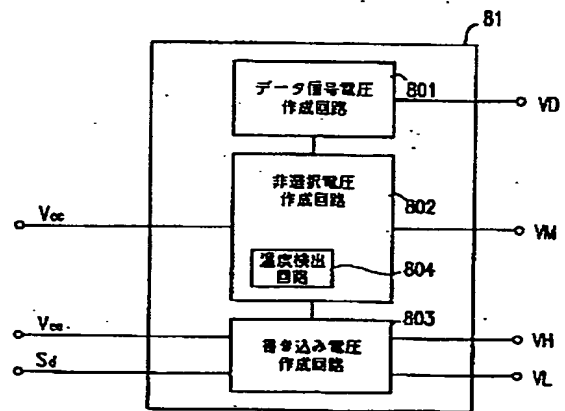 81
データ信号電圧
作成回路
801
VD
非選択電圧
作成回路
802
Vcc
VM
温度検出
回路
804
803
Vee
書き込み電圧
作成回路
VH
Sd
VL